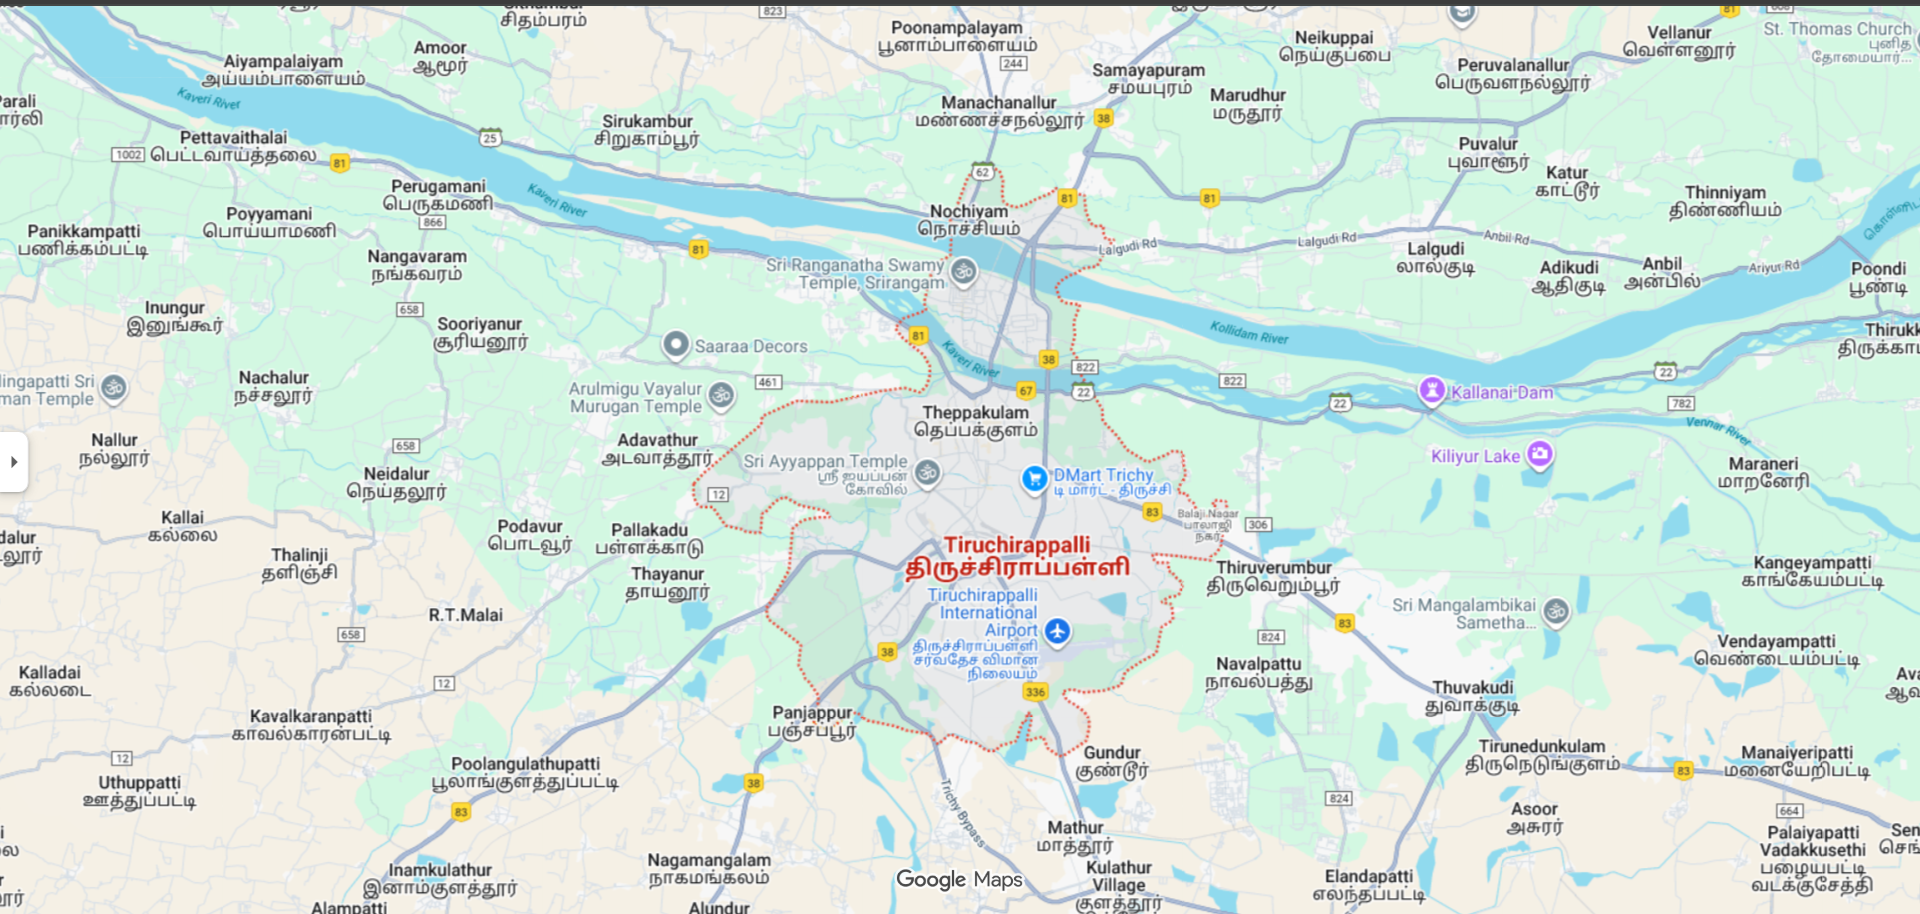 சிதம்பரம்
823
Poonampalayam
பூனாம்பாளையம்
244
Amoor
ஆமூர்
Aiyampalaiyam
அய்யம்பாளையம்
Kaveri River
Samayapuram
சமயபுரம்
Neikuppai
நெய்குப்பை
Peruvalanallur
பெருவளநல்லூர்
81
Vellanur
வெள்ளனூர்
St. Thomas Church
புனித
தோமையார்...
Marudhur
மருதூர்
Manachanallur
மண்ணச்சநல்லூர்
38
Sirukambur
சிறுகாம்பூர்
25
Pettavaithalai
பெட்டவாய்த்தலை
1002
81
Puvalur
புவாளூர்
Katur
காட்டூர்
Thinniyam
திண்ணியம்
62
81
81
Perugamani
பெருகமணி
866
Kaveri River
Poyyamani
பொய்யாமணி
Panikkampatti
பணிக்கம்பட்டி
Nangavaram
நங்கவரம்
81
Nochiyam
நொச்சியம்
Lalgudi Rd
Lalgudi Rd
Anbil Rd
Lalgudi
லால்குடி
Adikudi
ஆதிகுடி
Anbil
அன்பில்
Ariyur Rd
Poondi
பூண்டி
Sri Ranganatha Swamy
Temple, Srirangam
Inungur
இனுங்கூர்
658
Sooriyanur
சூரியனூர்
Saaraa Decors
81
Kaveri River
38
Kollidam River
822
822
22
22
22
67
782
Kallanai Dam
Vennar River
Kiliyur Lake
Maraneri
மாறனேரி
Nachalur
நச்சலூர்
461
Arulmigu Vayalur
Murugan Temple
Theppakulam
தெப்பக்குளம்
Nallur
நல்லூர்
658
Adavathur
அடவாத்தூர்
Neidalur
நெய்தலூர்
Sri Ayyappan Temple
ஸ்ரீ ஐயப்பன்
கோவில்
DMart Trichy
டி மார்ட் - திருச்சி
12
83
Balaji Nagar
பாலாஜி
நகர்
306
Kallai
கல்லை
Podavur
பொடவூர்
Pallakadu
பள்ளக்காடு
Thalinji
தளிஞ்சி
Thayanur
தாயனூர்
Tiruchirappalli
திருச்சிராப்பள்ளி
Thiruverumbur
திருவெறும்பூர்
Kangeyampatti
காங்கேயம்பட்டி
Tiruchirappalli
International
Airport
திருச்சிராப்பள்ளி
சர்வதேச விமான
நிலையம்
R.T.Malai
658
38
336
83
824
Sri Mangalambikai
Sametha...
Vendayampatti
வெண்டையம்பட்டி
Navalpattu
நாவல்பத்து
Kalladai
கல்லடை
12
Thuvakudi
துவாக்குடி
Kavalkaranpatti
காவல்காரன்பட்டி
Panjappur
பஞ்சப்பூர்
Gundur
குண்டூர்
Tirunedunkulam
திருநெடுங்குளம்
83
Manaiveripatti
மனையேறிபட்டி
12
Uthuppatti
ஊத்துப்பட்டி
Poolangulathupatti
பூலாங்குளத்துப்பட்டி
83
38
Trichy Bypass
824
Asoor
அசுரர்
664
Palaiyapatti
Vadakkusethi
பழையபட்டி
வடக்குசேத்தி
Mathur
மாத்தூர்
Nagamangalam
நாகமங்கலம்
Inamkulathur
இனாம்குளத்தூர்
Google Maps
Kulathur
Village
குளத்தூர்
Elandapatti
எலந்தப்பட்டி
Alampatti
Alundur